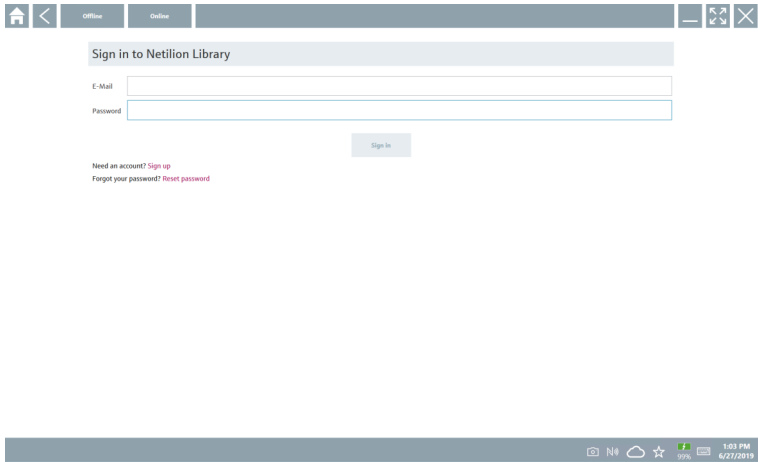 Offline Online
Sign in to Netilion Library
E-Mail
Password
Sign in
Need an account? Sign up
Forgot your password? Reset password
1:03 PM
99% 6/27/2019